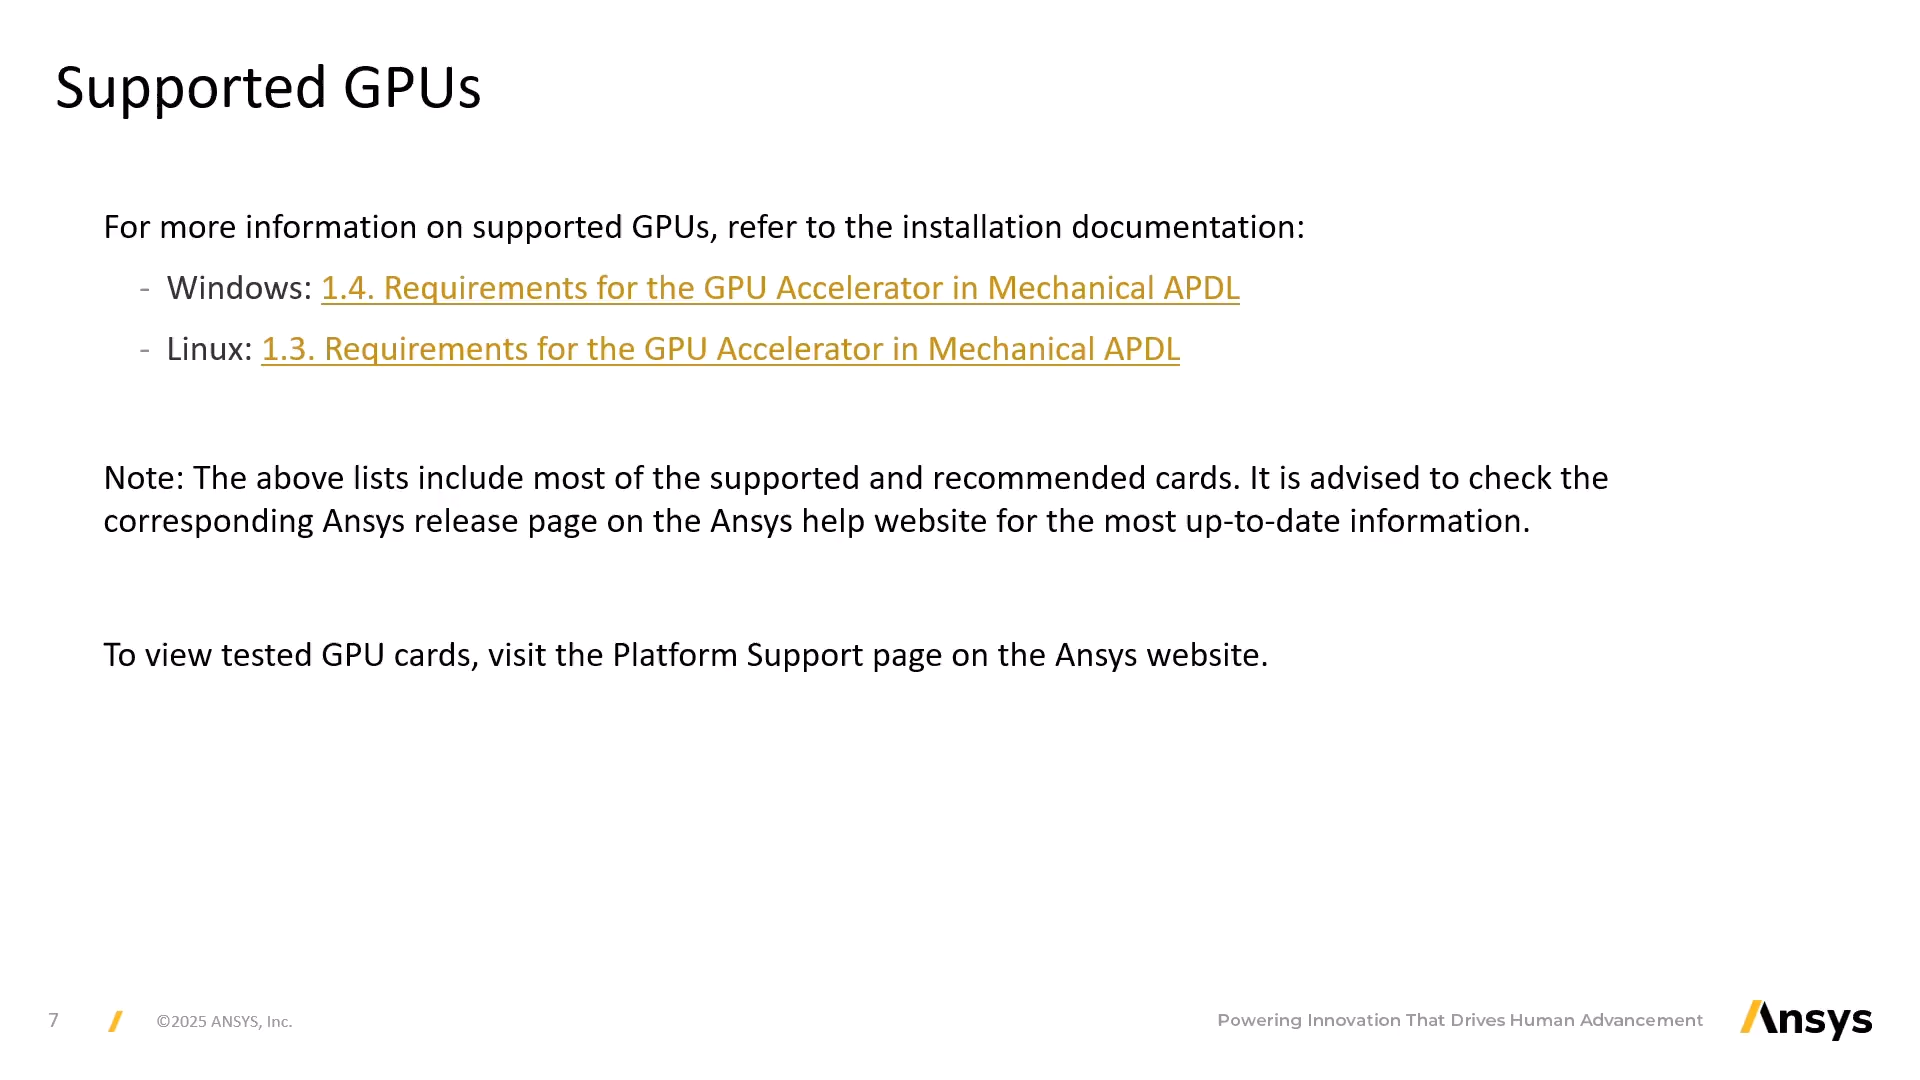 Supported GPUs
For more information on supported GPUs, refer to the installation documentation:
- Windows: 1.4. Requirements for the GPU Accelerator in Mechanical APDL
- Linux: 1.3. Requirements for the GPU Accelerator in Mechanical APDL
Note: The above lists include most of the supported and recommended cards. It is advised to check the
corresponding Ansys release page on the Ansys help website for the most up-to-date information.
To view tested GPU cards, visit the Platform Support page on the Ansys website.
7
©2025 ANSYS, Inc.
Powering Innovation That Drives Human Advancement
Ansys